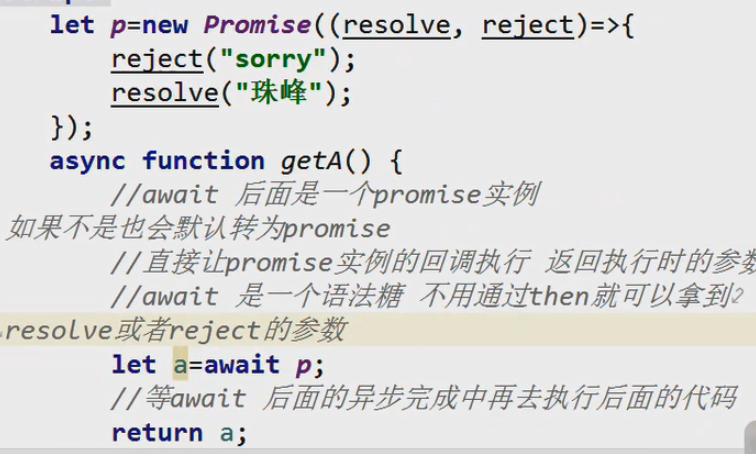 let p=new Promise((resolve, reject)=>{
reject("sorry");
resolve("珠峰");
});
async function getA() {
//await 后面是一个promise实例
如果不是也会默认转为promise
//直接让promise实例的回调执行 返回执行时的参数
//await 是一个语法糖 不用通过then就可以拿到
resolve或者reject的参数
let a=await p;
//等await 后面的异步完成中再去执行后面的代码
return a;